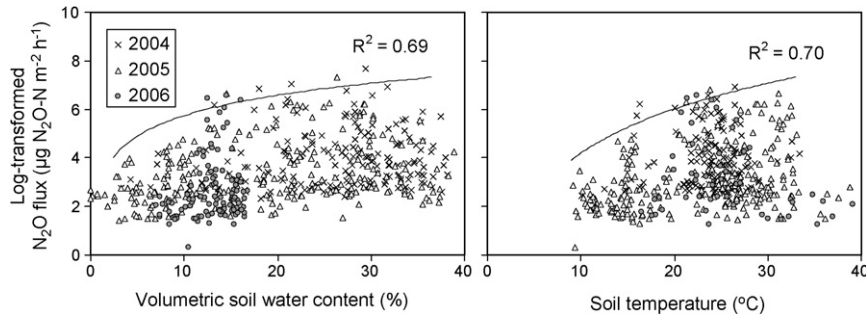 Log-transformed
N₂O flux (μg N₂O-N m⁻² h⁻¹)
10
8
6
4
2
0
× 2004
△ 2005
● 2006
R² = 0.69
0 10 20 30 40
Volumetric soil water content (%)
R² = 0.70
0 10 20 30 40
Soil temperature (ºC)